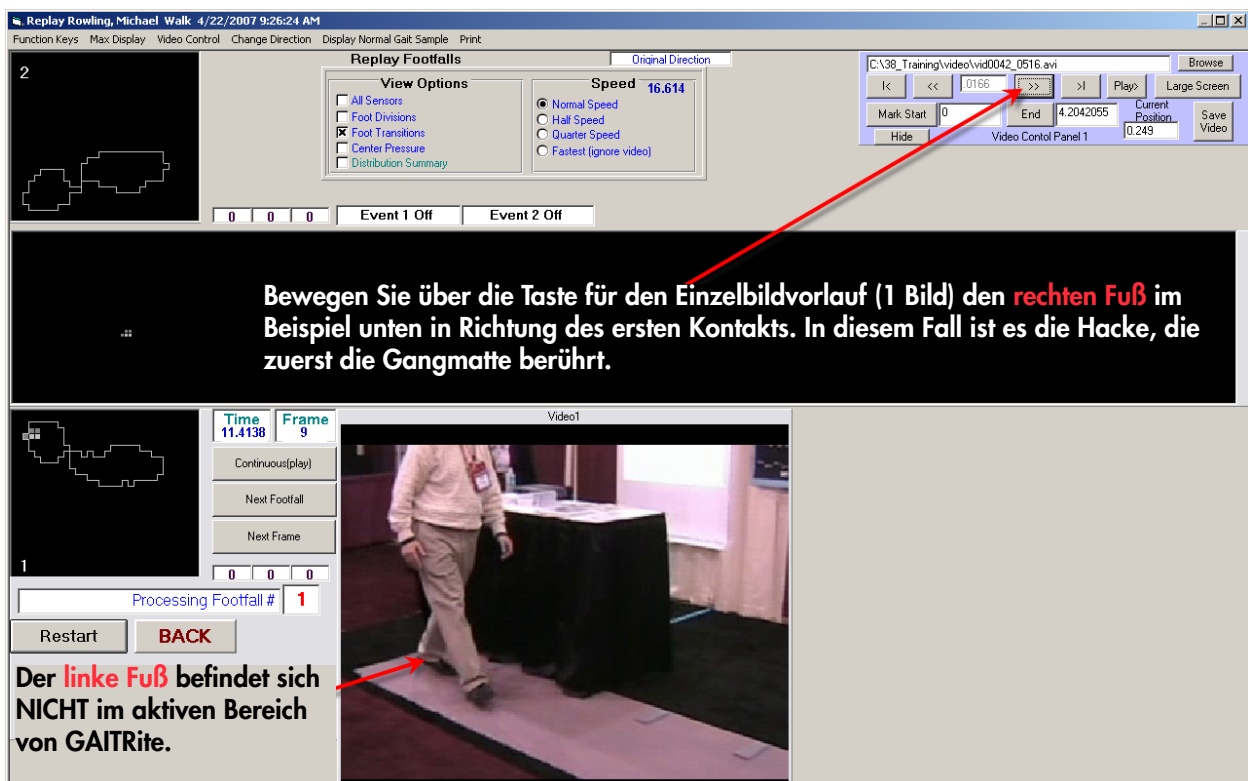 Replay Rowling, Michael Walk 4/22/2007 9:26:24 AM
Function Keys Max Display Video Control Change Direction Display Normal Gait Sample Print
2
Replay Footfalls
Original Direction
View Options
All Sensors
Foot Divisions
Foot Transitions
Center Pressure
Distribution Summary
Speed 16.614
Normal Speed
Half Speed
Quarter Speed
Fastest (ignore video)
C:\38_Training\video\vid0042_0516.avi Browse
|< << .0166 >> >| Play> Large Screen
Mark Start 0 End 4.2042055 Current Position 0.249 Save Video
Hide Video Contol Panel 1
0 0 0 Event 1 Off Event 2 Off
Bewegen Sie über die Taste für den Einzelbildvorlauf (1 Bild) den rechten Fuß im
Beispiel unten in Richtung des ersten Kontakts. In diesem Fall ist es die Hacke, die
zuerst die Gangmatte berührt.
Time Frame
11.4138 9
Continuous(play)
Next Footfall
Next Frame
1
0 0 0
Processing Footfall # 1
Restart BACK
Video1
Der linke Fuß befindet sich
NICHT im aktiven Bereich
von GAITRite.